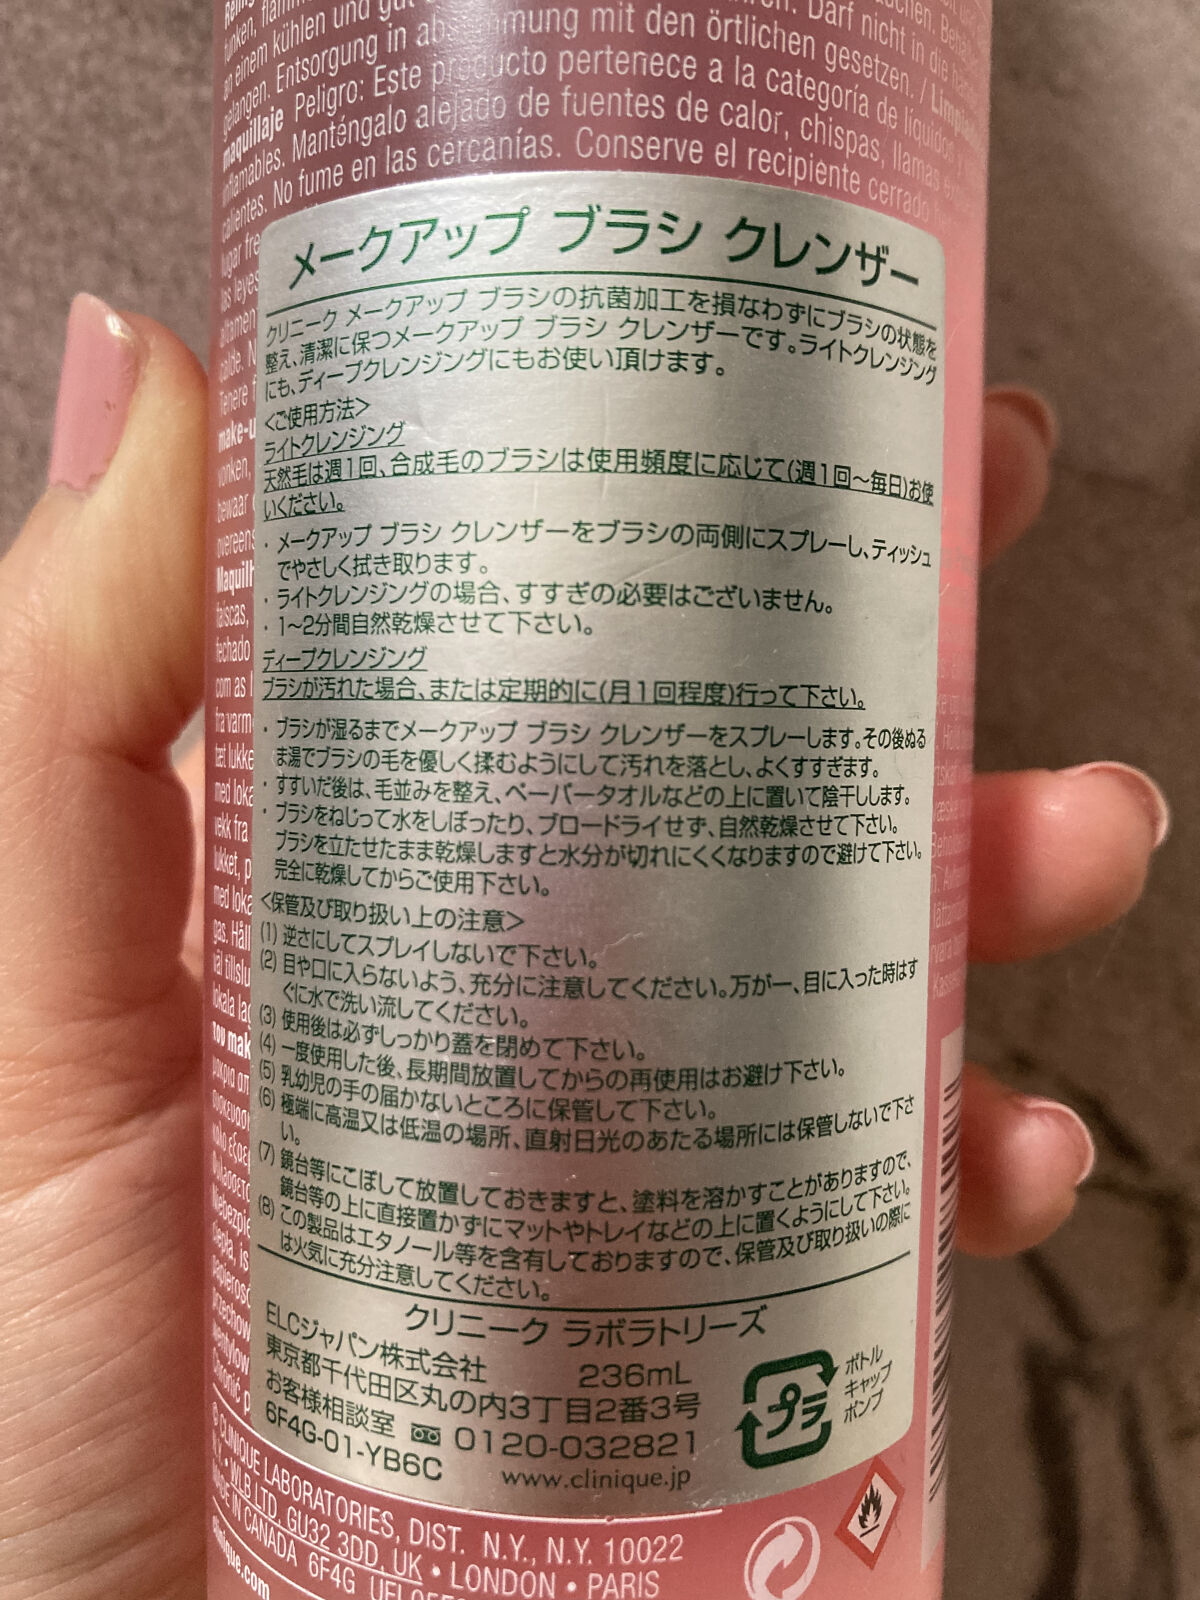 funken, flamm
an einem kühlen und gut
gelangen. Entsorgung in abstimmung mit den örtlichen gesetzen. /
Darf nicht in die
maquillaje Peligro: Este producto pertenece a la categoría de líquidos
inflamables. Manténgalo alejado de fuentes de calor, chispas, llamas
calientes. No fume en las cercanías. Conserve el recipiente cerrado
lugar fre
las leyes
make-u
vonken,
bewaar
overeens
Maquilh
faiscas,
fechado
com as l
fra varm
tæt lukke
med loka
vekk fra
lukket, p
med loka
gas. Håll
väl tillslu
lokala lag
メークアップ ブラシ クレンザー
クリニーク メークアップ ブラシの抗菌加工を損なわずにブラシの状態を
整え、清潔に保つメークアップ ブラシ クレンザーです。ライトクレンジング
にも、ディープクレンジングにもお使い頂けます。
<ご使用方法>
ライトクレンジング
天然毛は週1回、合成毛のブラシは使用頻度に応じて(週1回〜毎日)お使
いください。
・メークアップ ブラシ クレンザーをブラシの両側にスプレーし、ティッシュ
でやさしく拭き取ります。
・ライトクレンジングの場合、すすぎの必要はございません。
・1〜2分間自然乾燥させて下さい。
ディープクレンジング
ブラシが汚れた場合、または定期的に(月1回程度)行って下さい。
・ブラシが湿るまでメークアップ ブラシ クレンザーをスプレーします。その後ぬる
ま湯でブラシの毛を優しく揉むようにして汚れを落とし、よくすすぎます。
・すすいだ後は、毛並みを整え、ペーパータオルなどの上に置いて陰干しします。
・ブラシをねじって水をしぼったり、ブロードライせず、自然乾燥させて下さい。
ブラシを立たせたまま乾燥しますと水分が切れにくくなりますので避けて下さい。
完全に乾燥してからご使用下さい。
<保管及び取り扱い上の注意>
(1) 逆さにしてスプレイしないで下さい。
(2) 目や口に入らないよう、充分に注意してください。万が一、目に入った時はす
ぐに水で洗い流してください。
(3) 使用後は必ずしっかり蓋を閉めて下さい。
(4) 一度使用した後、長期間放置してからの再使用はお避け下さい。
(5) 乳幼児の手の届かないところに保管して下さい。
(6) 極端に高温又は低温の場所、直射日光のあたる場所には保管しないで下さ
い。
(7) 鏡台等にこぼして放置しておきますと、塗料を溶かすことがありますので、
鏡台等の上に直接置かずにマットやトレイなどの上に置くようにして下さい。
(8) この製品はエタノール等を含有しておりますので、保管及び取り扱いの際に
は火気に充分注意してください。
クリニーク ラボラトリーズ
ELCジャパン株式会社 236mL
東京都千代田区丸の内3丁目2番3号
お客様相談室 0120-032821
6F4G-01-YB6C www.clinique.jp
プラ
ボトル
キャップ
ポンプ
® CLINIQUE LABORATORIES, DIST. N.Y., N.Y. 10022
N.Y. • WLB LTD, GU32 3DD, UK • LONDON • PARIS
MADE IN CANADA 6F4G
clinique.com